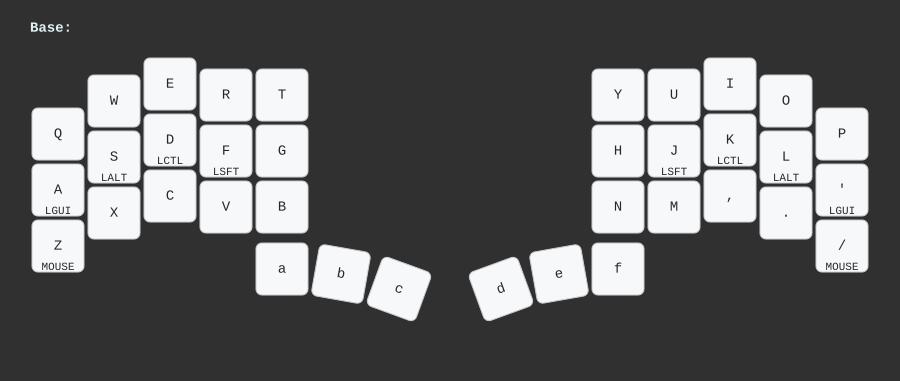 Base:
Q W E R T Y U I O P
A S D F G H J K L '
LGUI LALT LCTL LSFT LSFT LCTL LALT LGUI
Z X C V B N M , . /
MOUSE MOUSE
a b c d e f